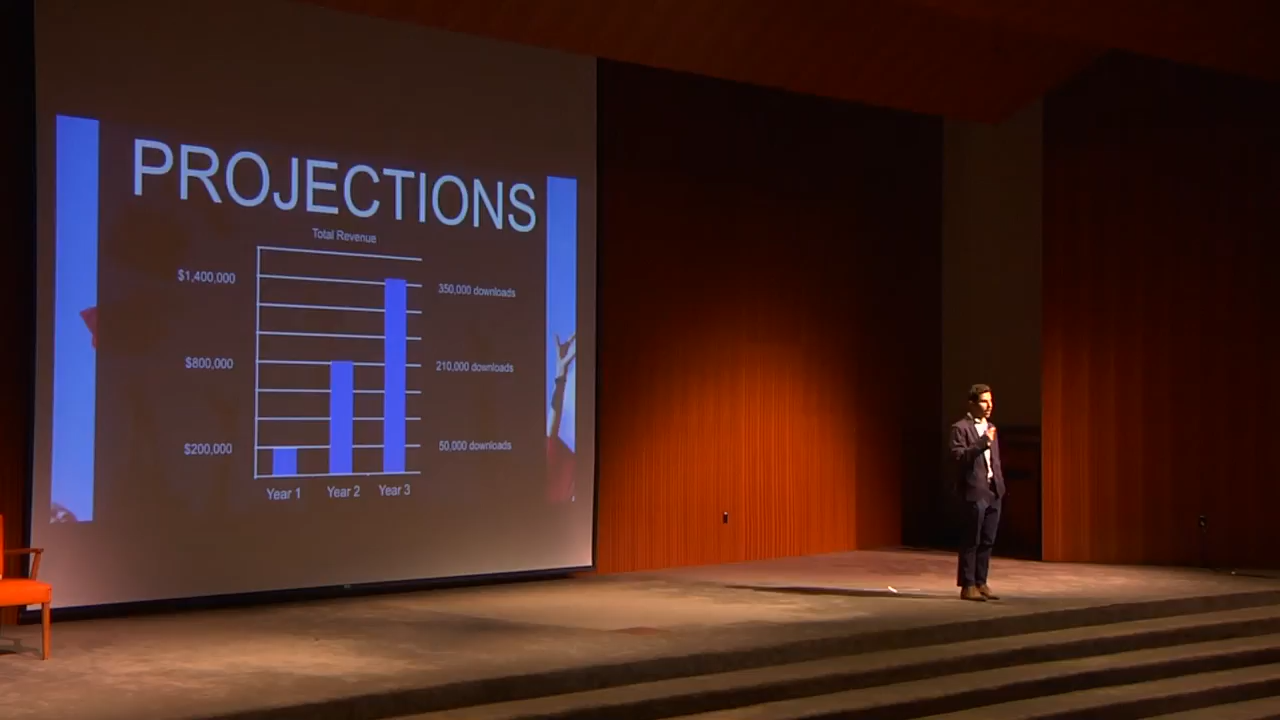 PROJECTIONS
Total Revenue
$1,400,000
350,000 downloads
$800,000
210,000 downloads
$200,000
50,000 downloads
Year 1 Year 2 Year 3